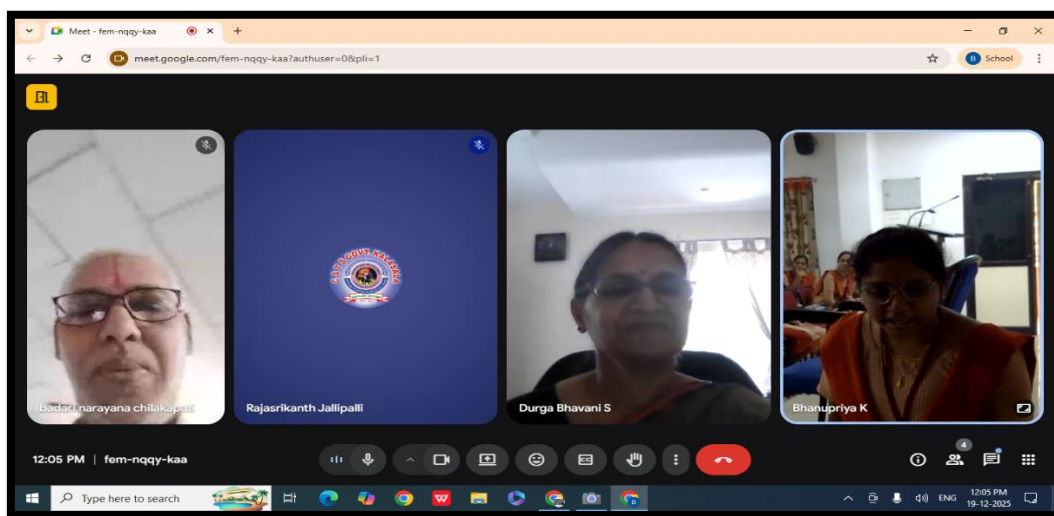 Meet - fem-nqqy-kaa
meet.google.com/fem-nqqy-kaa?authuser=0&pli=1
School
B
G S T S GOVT. KALASALA
badari narayana chilakapati
Rajasrikanth Jallipalli
Durga Bhavani S
Bhanupriya K
12:05 PM | fem-nqqy-kaa
4
Type here to search
ENG
12:05 PM
19-12-2025